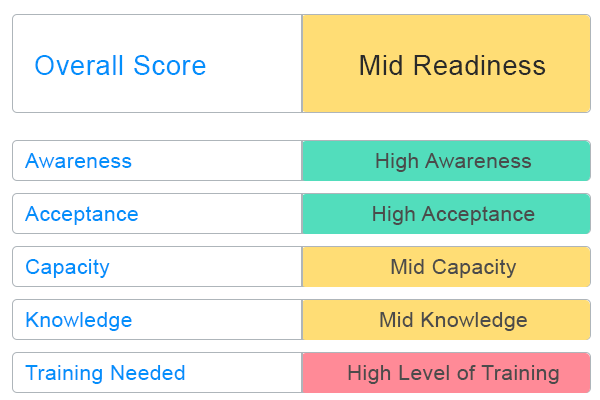 Overall Score Mid Readiness
Awareness High Awareness
Acceptance High Acceptance
Capacity Mid Capacity
Knowledge Mid Knowledge
Training Needed High Level of Training